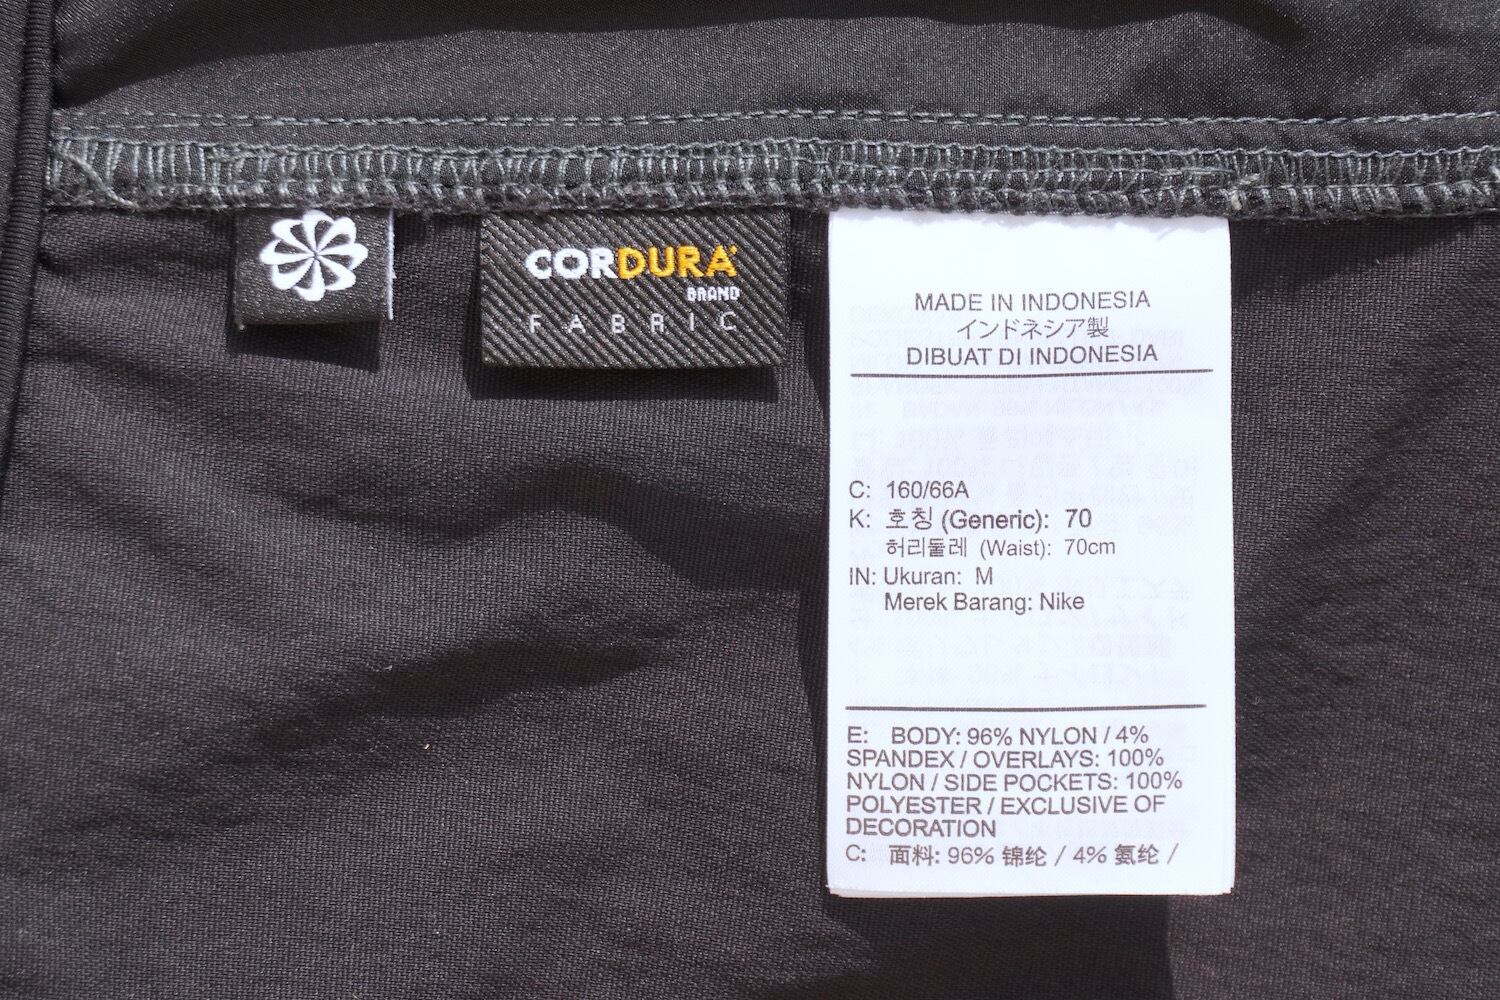 CORDURA
BRAND
FABRIC
MADE IN INDONESIA
インドネシア製
DIBUAT DI INDONESIA
C: 160/66A
K: 호칭 (Generic): 70
허리둘레 (Waist): 70cm
IN: Ukuran: M
Merek Barang: Nike
E: BODY: 96% NYLON / 4%
SPANDEX / OVERLAYS: 100%
NYLON / SIDE POCKETS: 100%
POLYESTER / EXCLUSIVE OF
DECORATION
C: 面料: 96% 锦纶 / 4% 氨纶 /